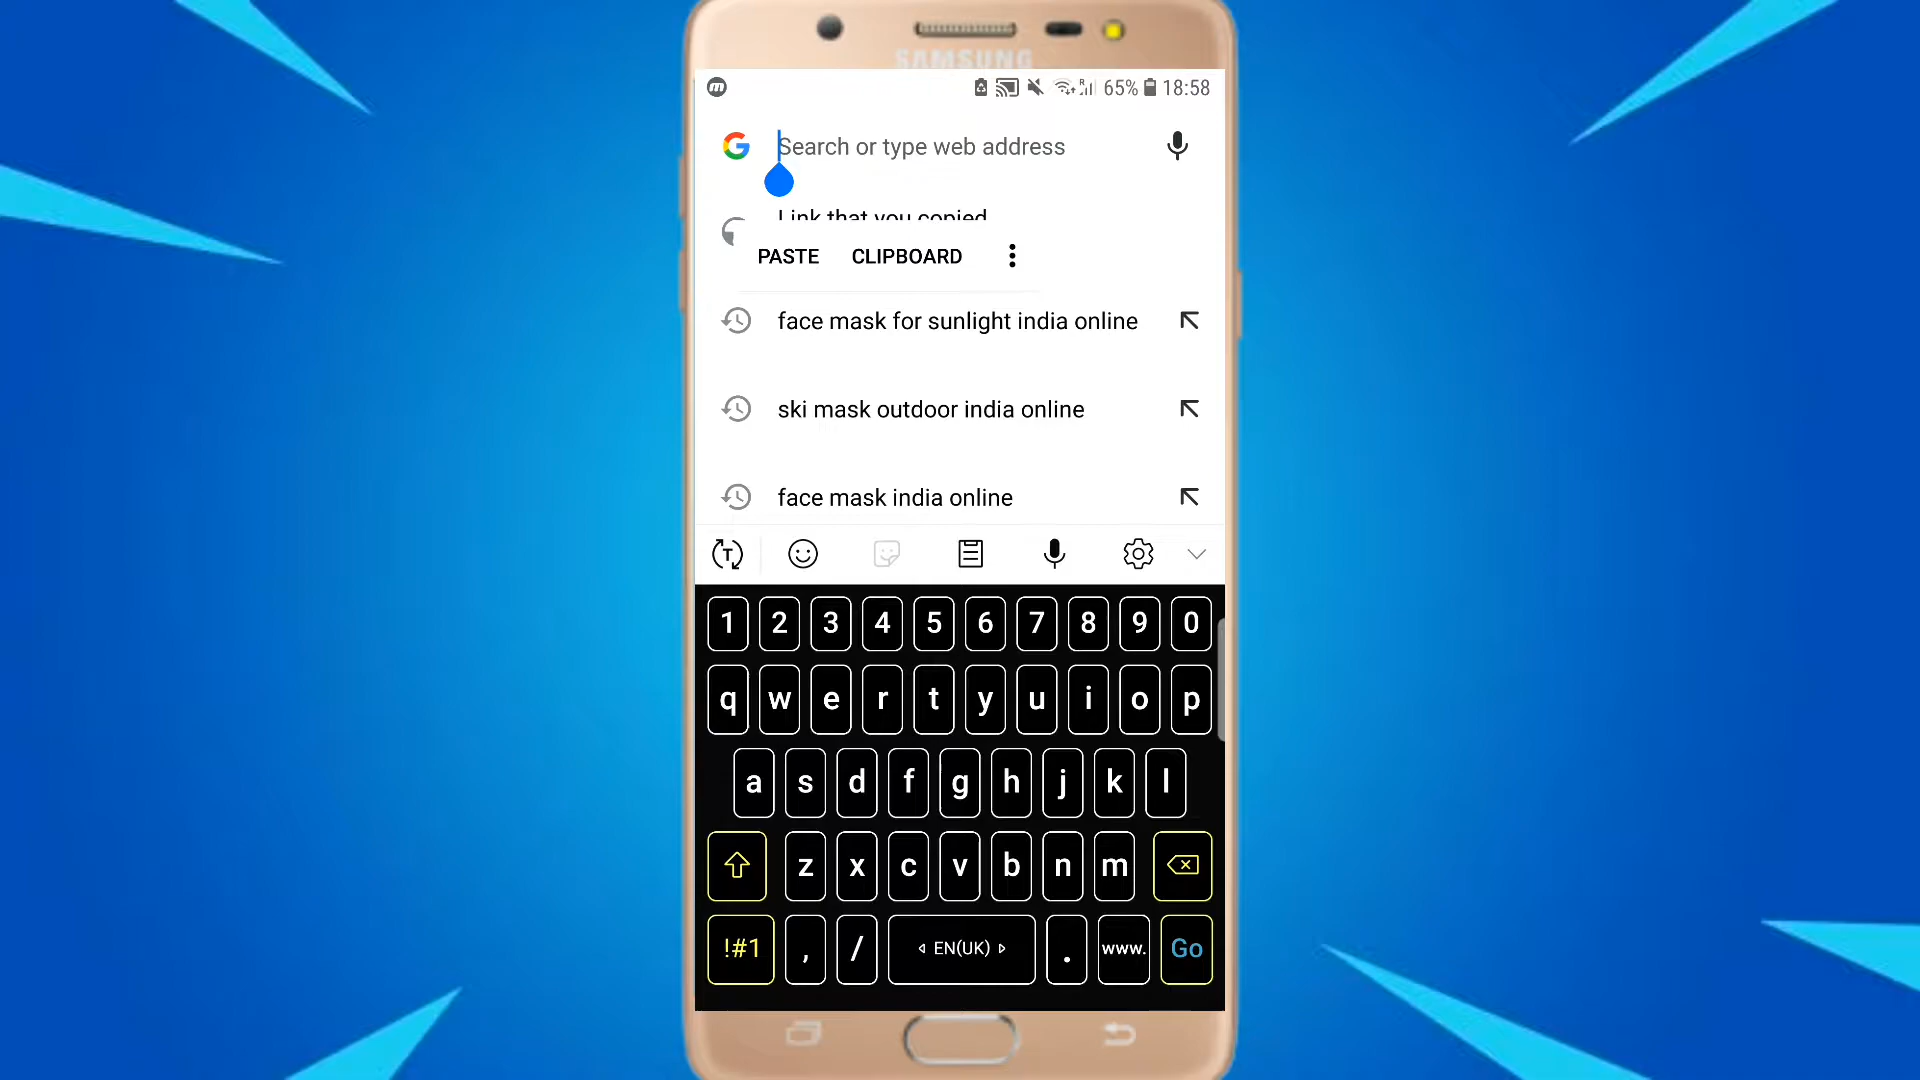 SAMSUNG
65% 18:58
Search or type web address
Link that you copied
PASTE CLIPBOARD
face mask for sunlight india online
ski mask outdoor india online
face mask india online
1 2 3 4 5 6 7 8 9 0
q w e r t y u i o p
a s d f g h j k l
z x c v b n m
!#1 , / EN(UK) . www. Go